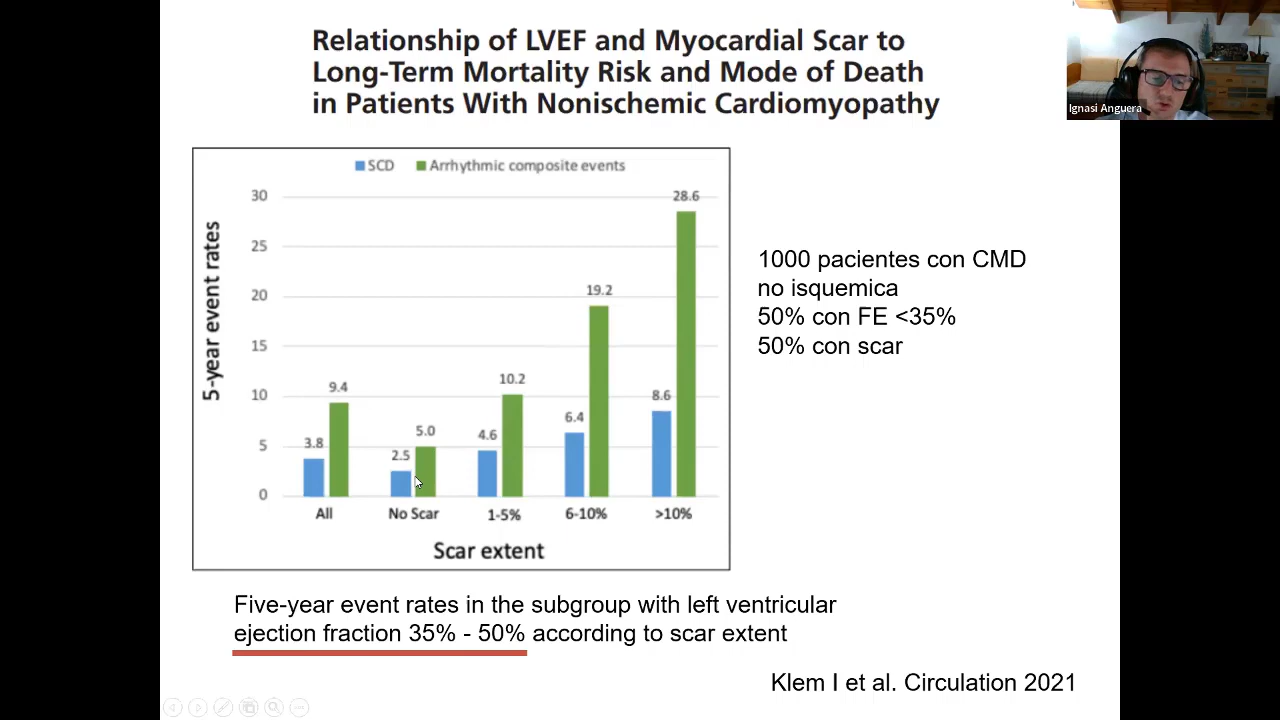 Relationship of LVEF and Myocardial Scar to
Long-Term Mortality Risk and Mode of Death
in Patients With Nonischemic Cardiomyopathy
Ignasi Anguera
SCD Arrhythmic composite events
5-year event rates
30
25
20
15
10
5
0
3.8
9.4
2.5
5.0
4.6
10.2
6.4
19.2
8.6
28.6
All
No Scar
1-5%
6-10%
>10%
Scar extent
1000 pacientes con CMD
no isquemica
50% con FE <35%
50% con scar
Five-year event rates in the subgroup with left ventricular
ejection fraction 35% - 50% according to scar extent
Klem I et al. Circulation 2021